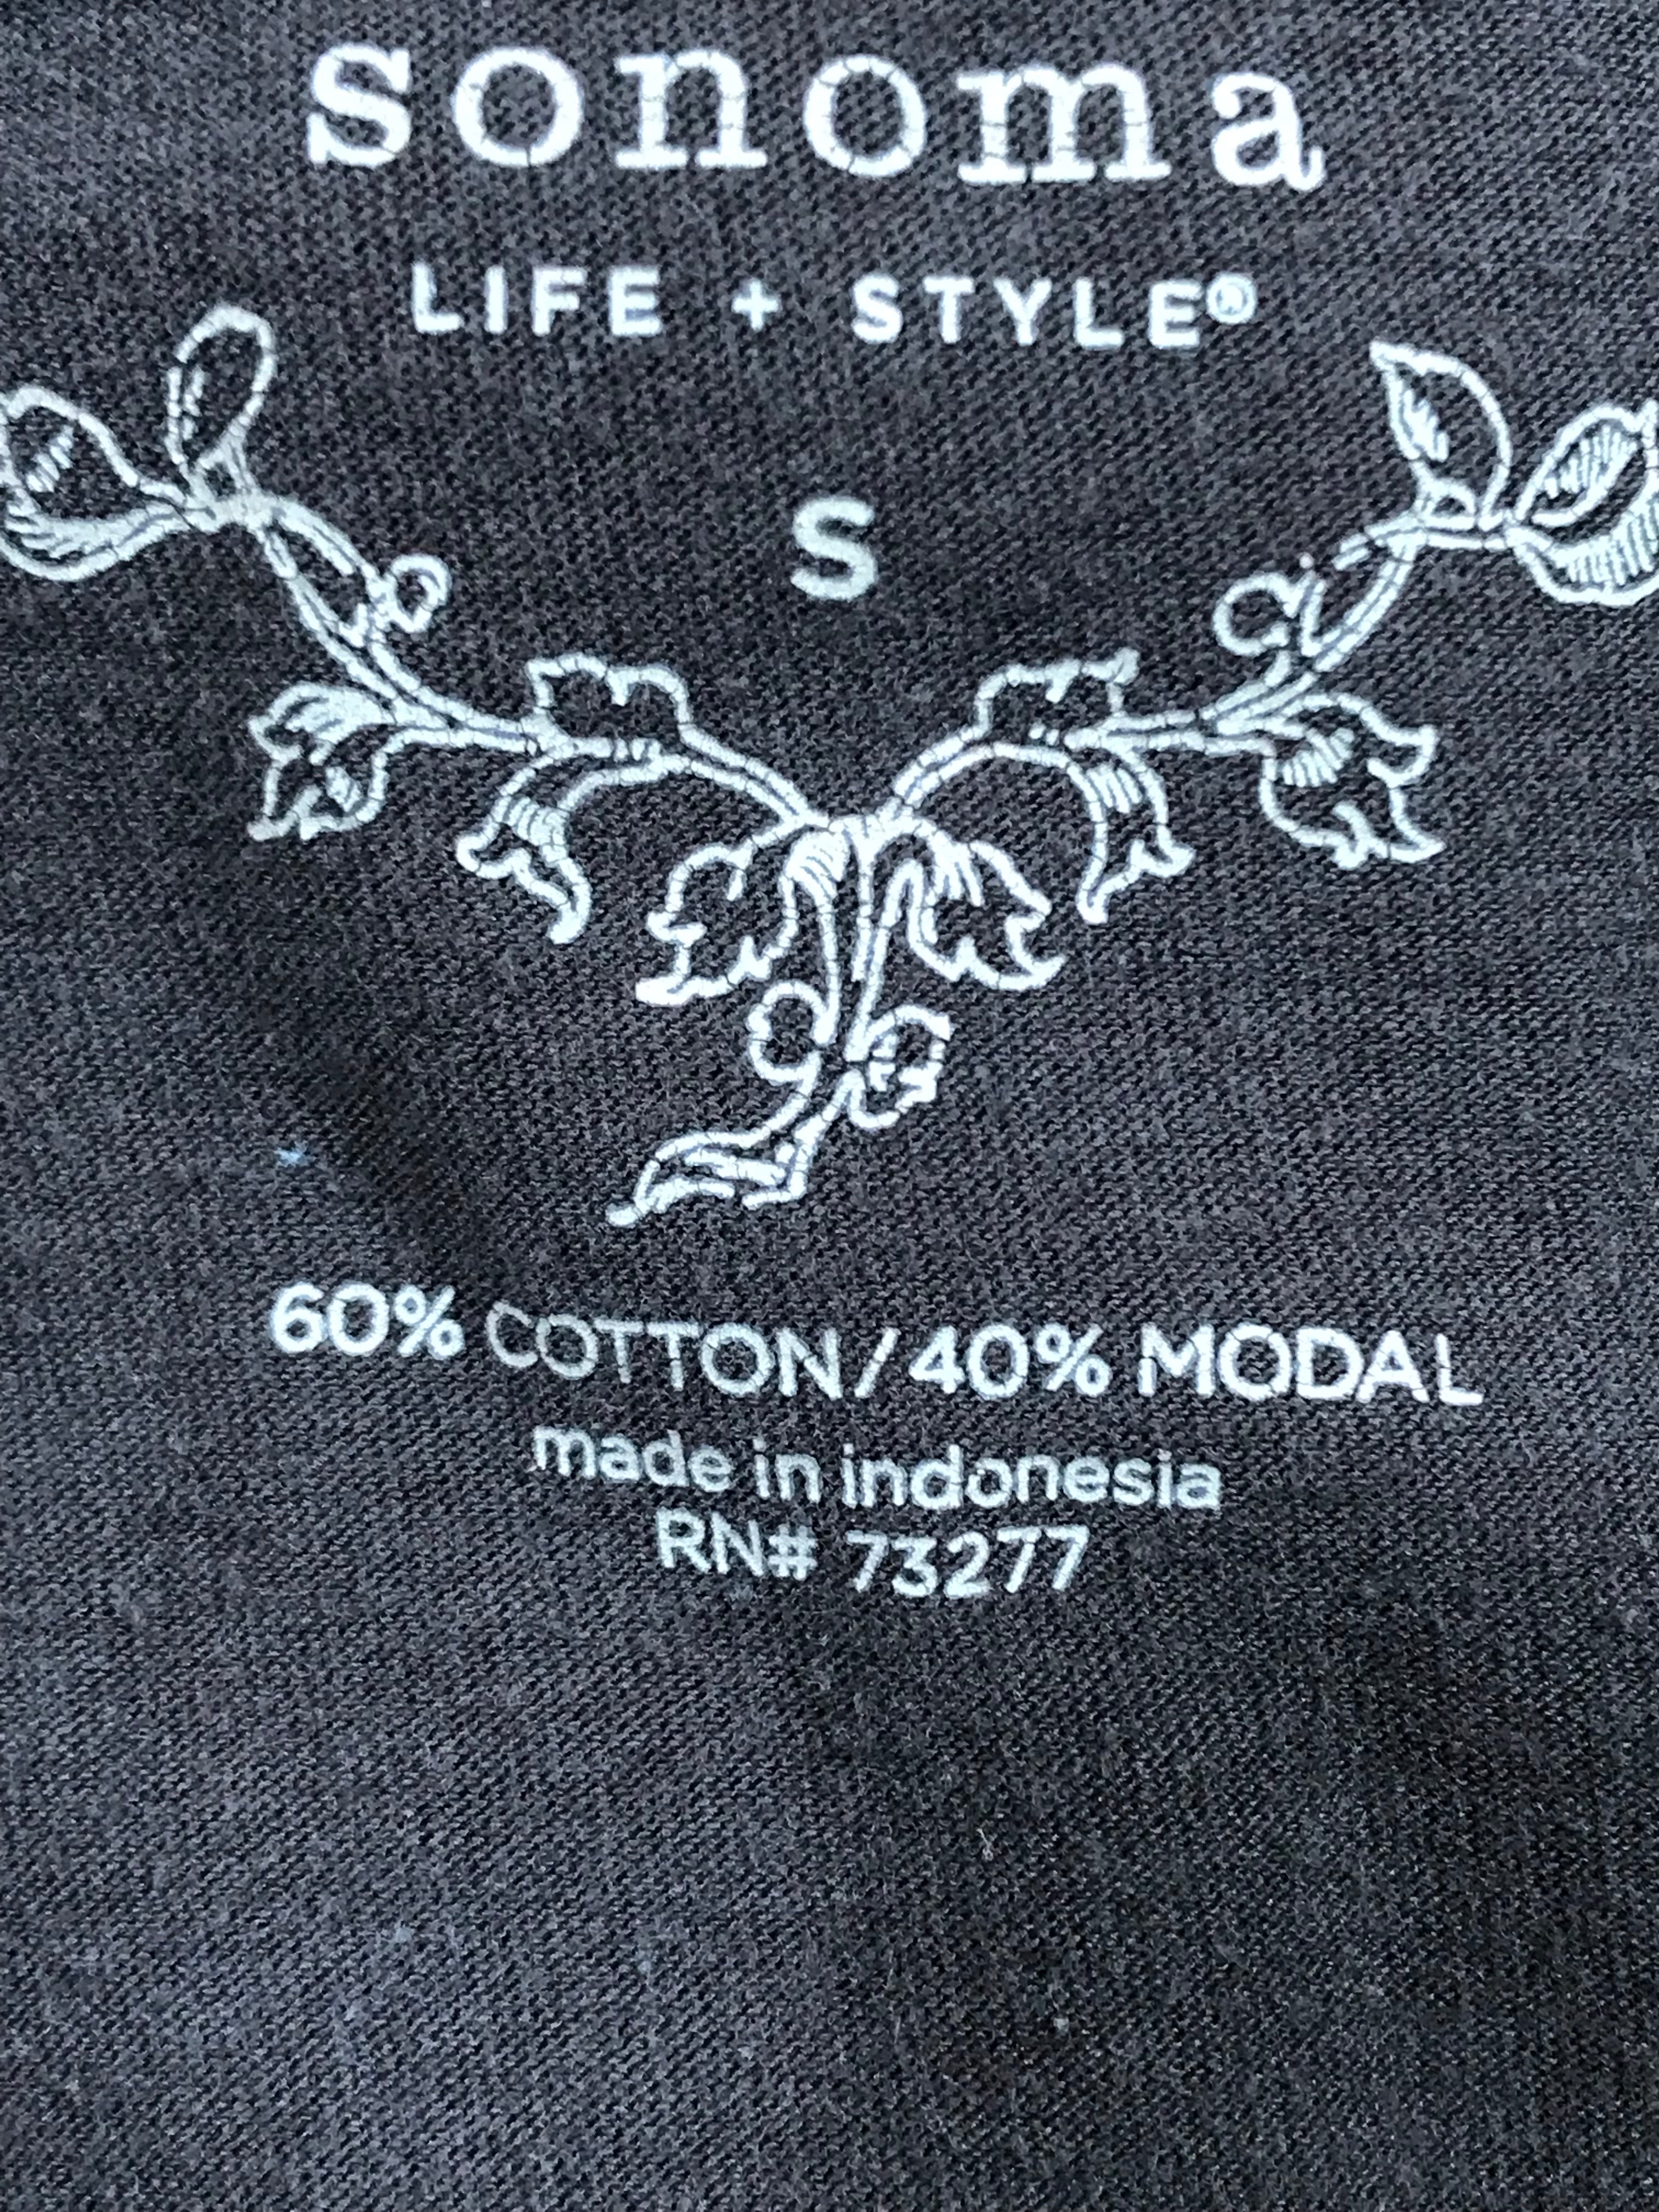 sonoma
LIFE + STYLE®
S
60% COTTON/40% MODAL
made in indonesia
RN# 73277